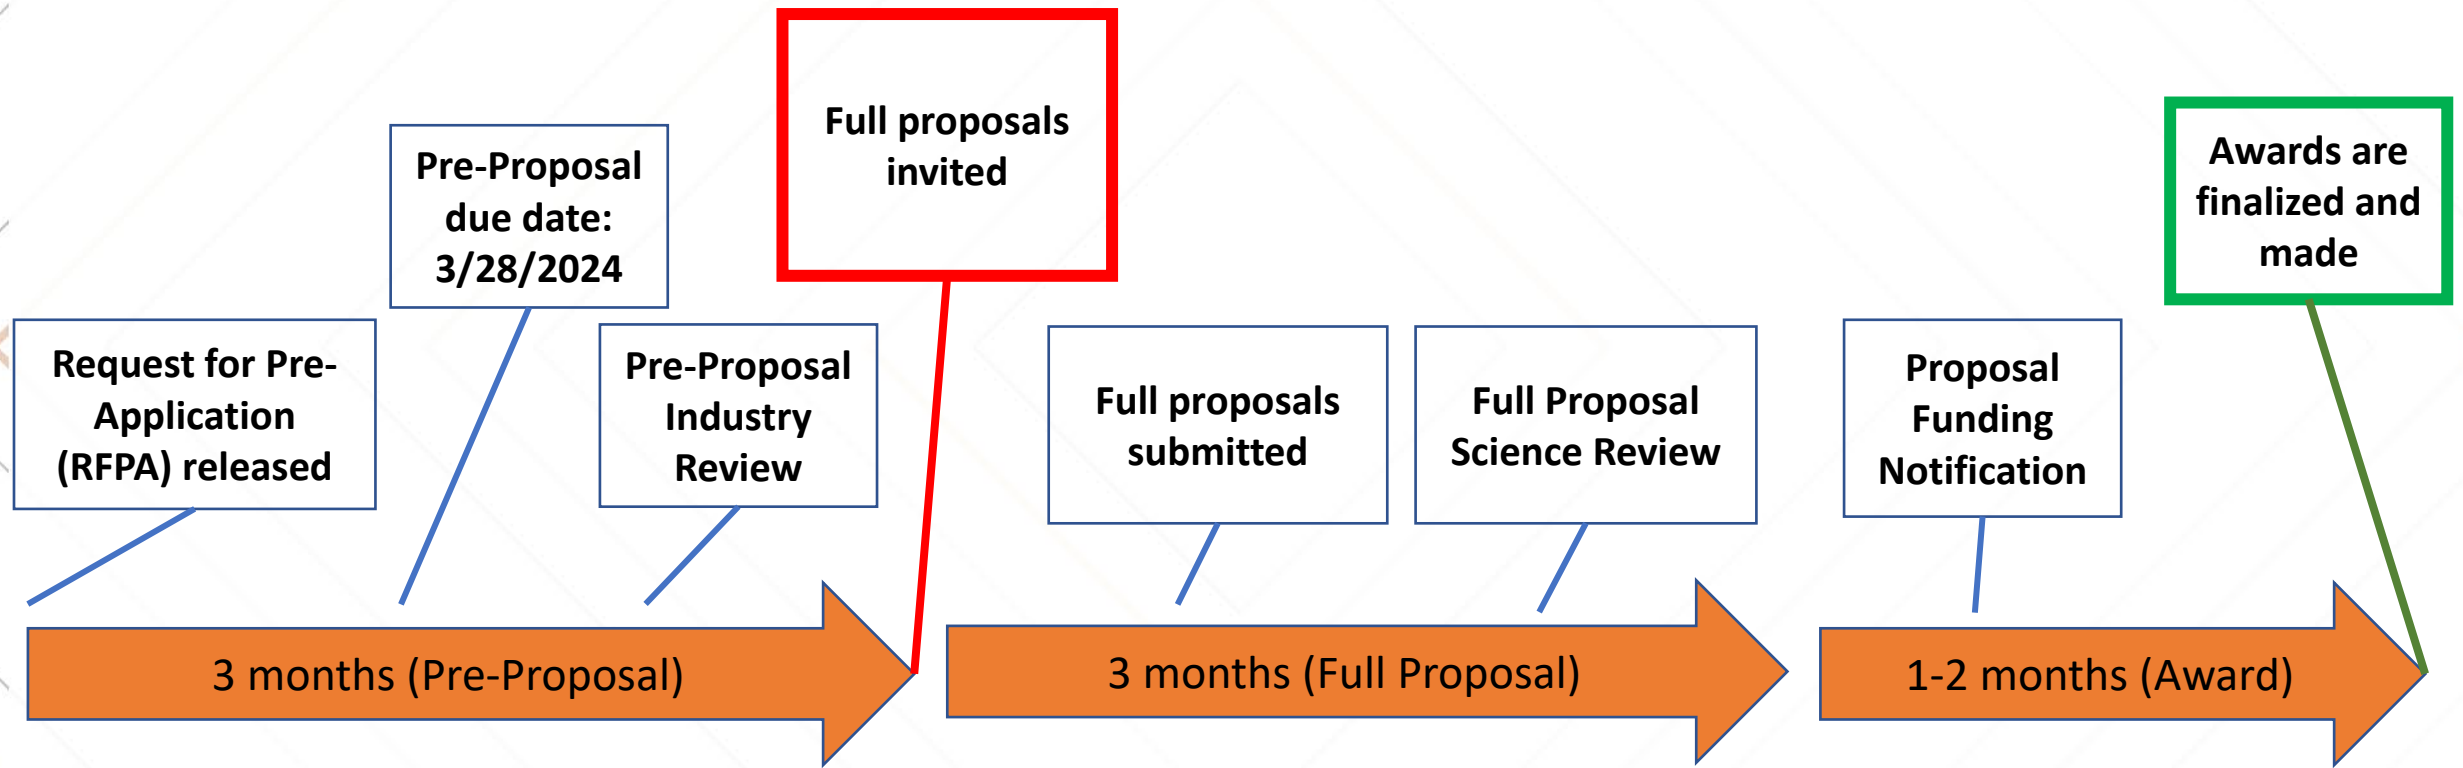 Request for Pre-
Application
(RFPA) released
Pre-Proposal
due date:
3/28/2024
Pre-Proposal
Industry
Review
Full proposals
invited
Full proposals
submitted
Full Proposal
Science Review
Proposal
Funding
Notification
Awards are
finalized and
made
3 months (Pre-Proposal)
3 months (Full Proposal)
1-2 months (Award)